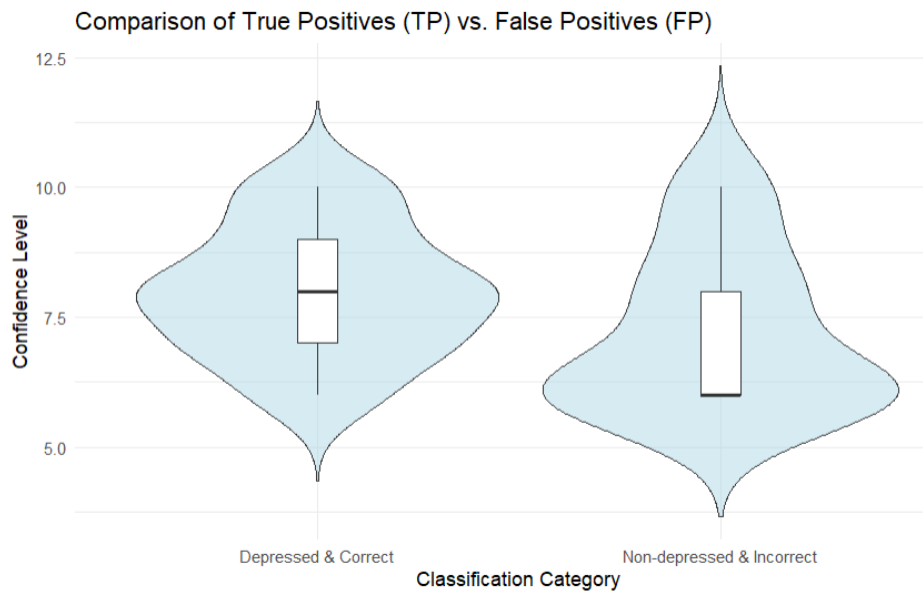 Comparison of True Positives (TP) vs. False Positives (FP)
12.5
10.0
7.5
5.0
Confidence Level
Depressed & Correct
Non-depressed & Incorrect
Classification Category